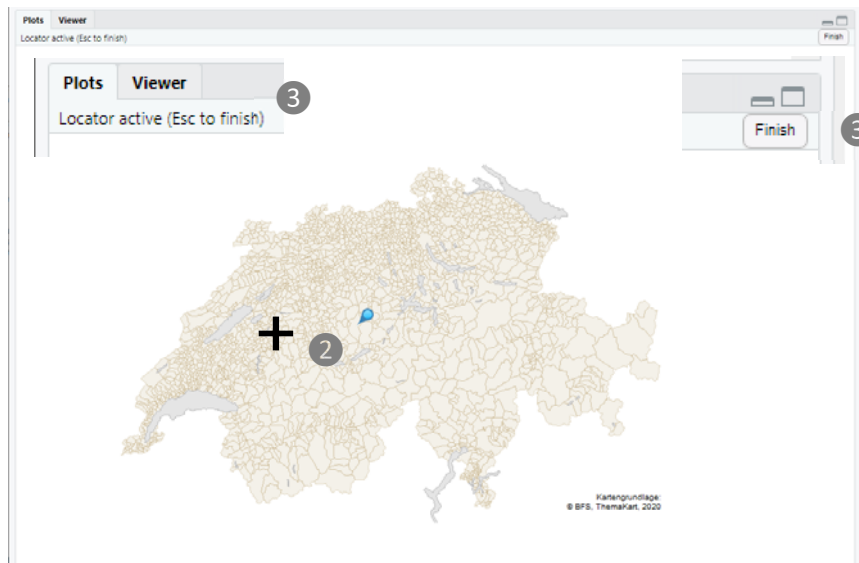 Plots Viewer
Locator active (Esc to finish)
Finish
Plots Viewer
3
Locator active (Esc to finish)
Finish
3
2
Kartengrundlage:
© BFS, ThemaKart, 2020